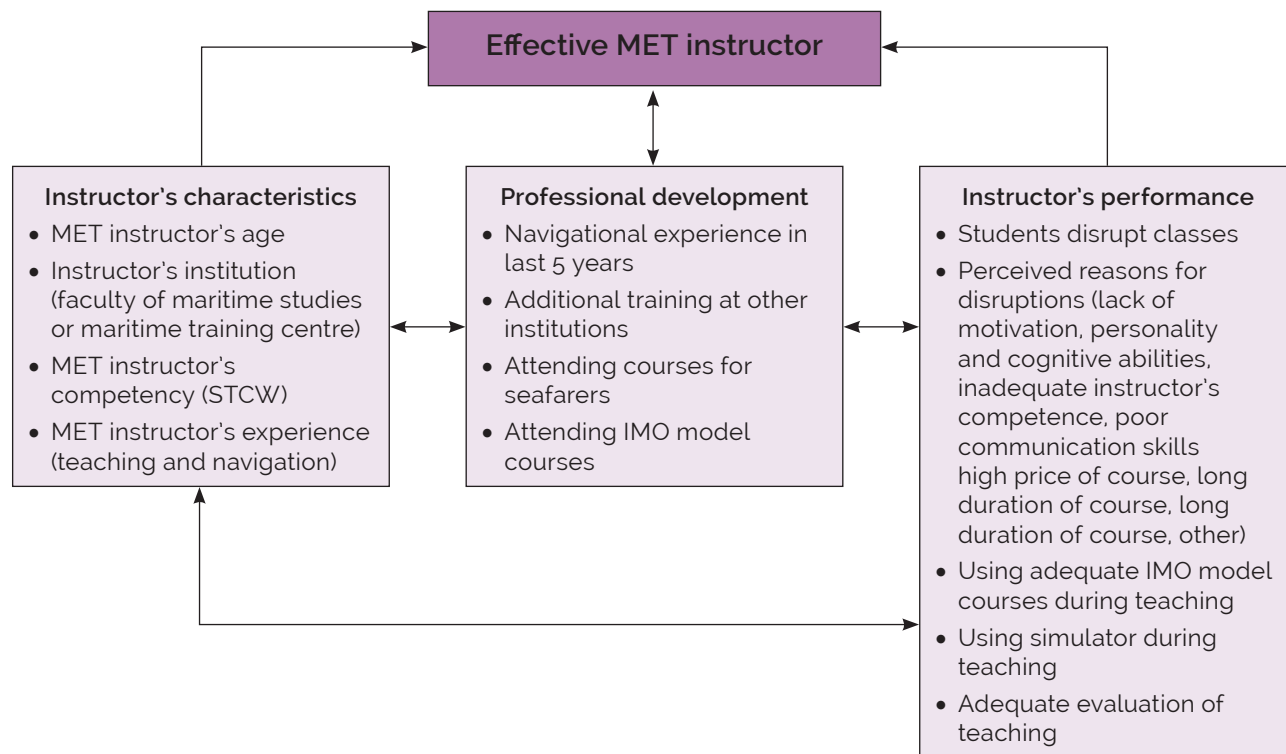 Effective MET instructor
Instructor's characteristics
• MET instructor's age
• Instructor's institution
(faculty of maritime studies
or maritime training centre)
• MET instructor's
competency (STCW)
• MET instructor's experience
(teaching and navigation)
Professional development
• Navigational experience in
last 5 years
• Additional training at other
institutions
• Attending courses for
seafarers
• Attending IMO model
courses
Instructor's performance
• Students disrupt classes
• Perceived reasons for
disruptions (lack of
motivation, personality
and cognitive abilities,
inadequate instructor's
competence, poor
communication skills
high price of course, long
duration of course, long
duration of course, other)
• Using adequate IMO model
courses during teaching
• Using simulator during
teaching
• Adequate evaluation of
teaching